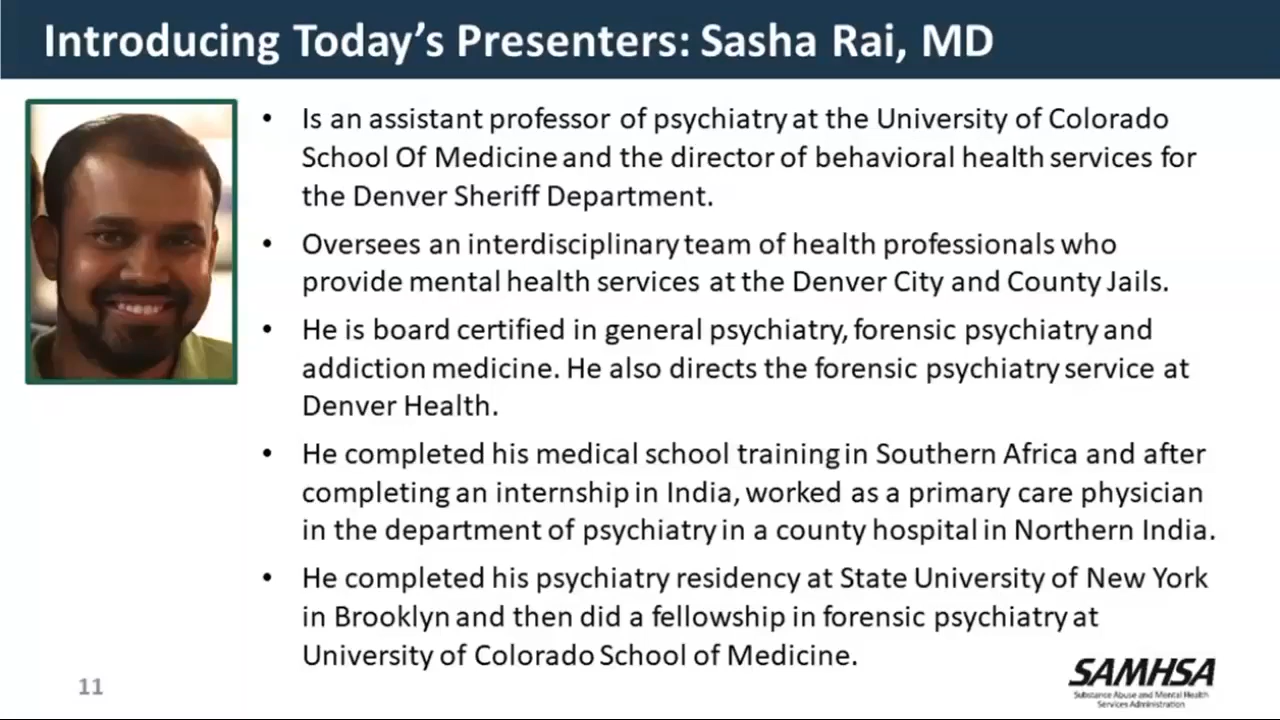 Introducing Today's Presenters: Sasha Rai, MD
• Is an assistant professor of psychiatry at the University of Colorado
School Of Medicine and the director of behavioral health services for
the Denver Sheriff Department.
• Oversees an interdisciplinary team of health professionals who
provide mental health services at the Denver City and County Jails.
• He is board certified in general psychiatry, forensic psychiatry and
addiction medicine. He also directs the forensic psychiatry service at
Denver Health.
• He completed his medical school training in Southern Africa and after
completing an internship in India, worked as a primary care physician
in the department of psychiatry in a county hospital in Northern India.
• He completed his psychiatry residency at State University of New York
in Brooklyn and then did a fellowship in forensic psychiatry at
University of Colorado School of Medicine.
11
SAMHSA
Substance Abuse and Mental Health
Services Administration